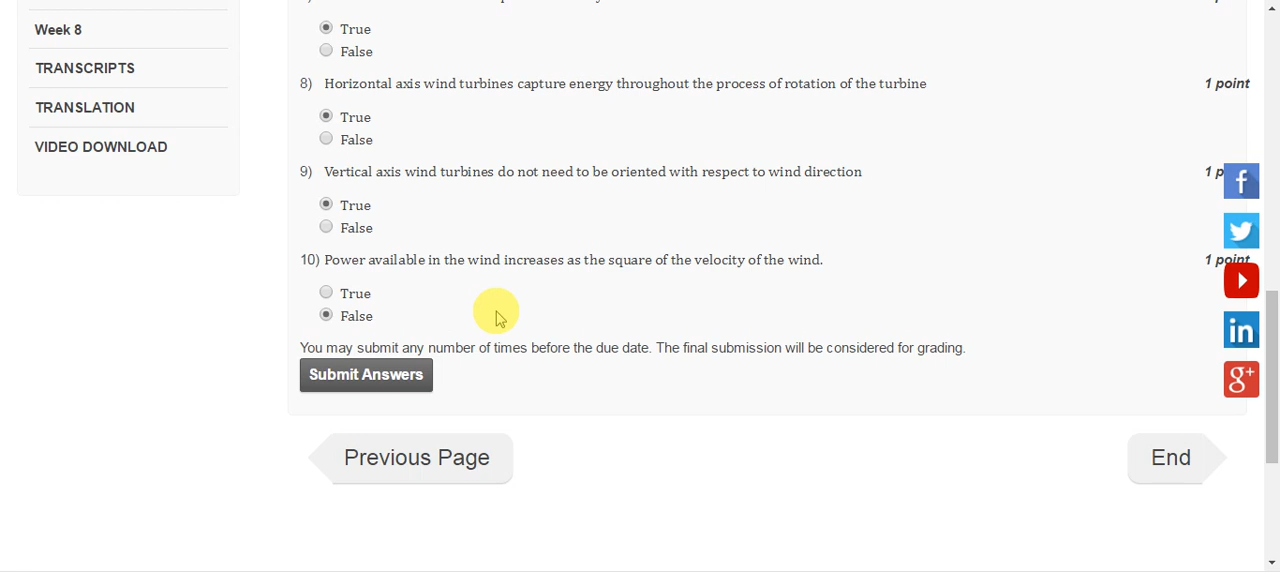 Week 8
TRANSCRIPTS
TRANSLATION
VIDEO DOWNLOAD
True
False
8) Horizontal axis wind turbines capture energy throughout the process of rotation of the turbine 1 point
True
False
9) Vertical axis wind turbines do not need to be oriented with respect to wind direction 1 p
True
False
10) Power available in the wind increases as the square of the velocity of the wind. 1 point
True
False
You may submit any number of times before the due date. The final submission will be considered for grading.
Submit Answers
Previous Page
End
f
in
g+